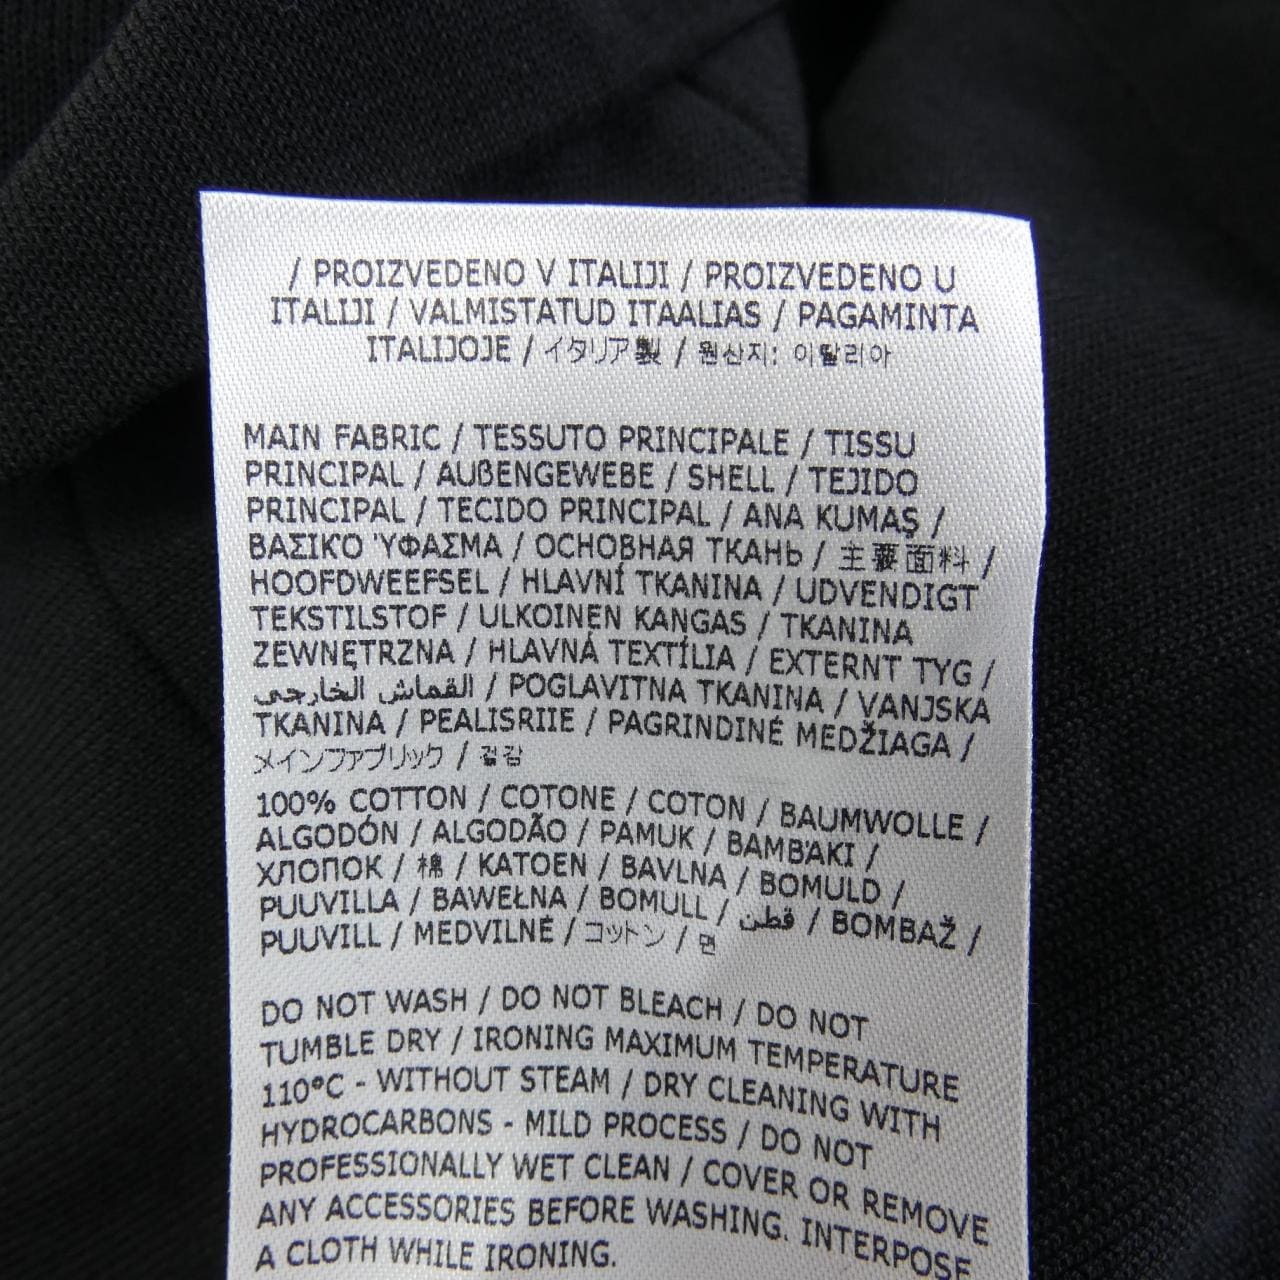 / PROIZVEDENO V ITALIJI / PROIZVEDENO U
ITALIJI / VALMISTATUD ITAALIAS / PAGAMINTA
ITALIJOJE / イタリア製 / 원산지: 이탈리아
MAIN FABRIC / TESSUTO PRINCIPALE / TISSU
PRINCIPAL / AUßENGEWEBE / SHELL / TEJIDO
PRINCIPAL / TECIDO PRINCIPAL / ANA KUMAŞ /
ΒΑΣΙΚΟ ΎΦΑΣΜΑ / ОСНОВНАЯ ТКАНЬ / 主要面料 /
HOOFDWEEFSEL / HLAVNÍ TKANINA / UDVENDIGT
TEKSTILSTOF / ULKOINEN KANGAS / TKANINA
ZEWNĘTRZNA / HLAVNÁ TEXTÍLIA / EXTERNT TYG /
القماش الخارجي / POGLAVITNA TKANINA / VANJSKA
TKANINA / PEALISRIIE / PAGRINDINĖ MEDŽIAGA /
メインファブリック / 겉감
100% COTTON / COTONE / COTON / BAUMWOLLE /
ALGODÓN / ALGODÃO / PAMUK / ΒΑΜΒΆΚΙ /
ХЛОПОК / 棉 / KATOEN / BAVLNA / BOMULD /
PUUVILLA / BAWEŁNA / BOMULL / قطن / BOMBAŽ /
PUUVILL / MEDVILNĖ / コットン / 면
DO NOT WASH / DO NOT BLEACH / DO NOT
TUMBLE DRY / IRONING MAXIMUM TEMPERATURE
110°C - WITHOUT STEAM / DRY CLEANING WITH
HYDROCARBONS - MILD PROCESS / DO NOT
PROFESSIONALLY WET CLEAN / COVER OR REMOVE
ANY ACCESSORIES BEFORE WASHING. INTERPOSE
A CLOTH WHILE IRONING.